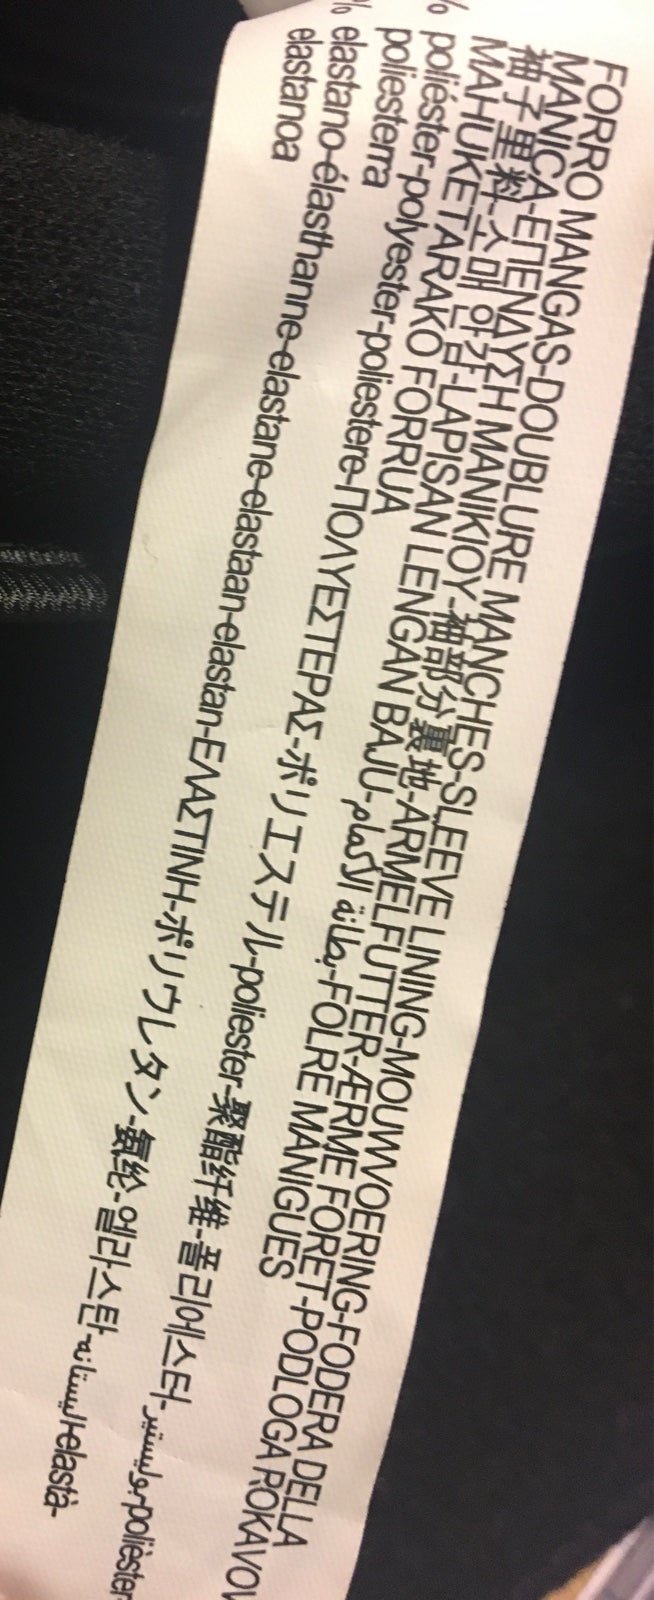 FORRO MANGAS-DOUBLURE MANCHES-SLEEVE LINING-MOUWVOERING-FODERA DELLA
MANICA-ΕΠΕΝΔΥΣΗ ΜΑΝΙΚΙΟΥ-袖部分裏地-ÄRMELFUTTER-ÆRME FORET-PODLOGA ROKAVOV
袖子里料-소매 안감-LAPISAN LENGAN BAJU-بطانة الأكمام-FOLRE MÀNIGUES
MAHUKETARAKO FORRUA
% poliéster-polyester-poliestere-ΠΟΛΥΕΣΤΕΡΑΣ-ポリエステル-poliester-聚酯纤维-폴리에스터-بوليستير-polièster-
poliesterra
% elastano-élasthanne-elastane-elastaan-elastan-ΕΛΑΣΤΙΝΗ-ポリウレタン-氨纶-엘라스탄-اليستانه-elastà-
elastanoa